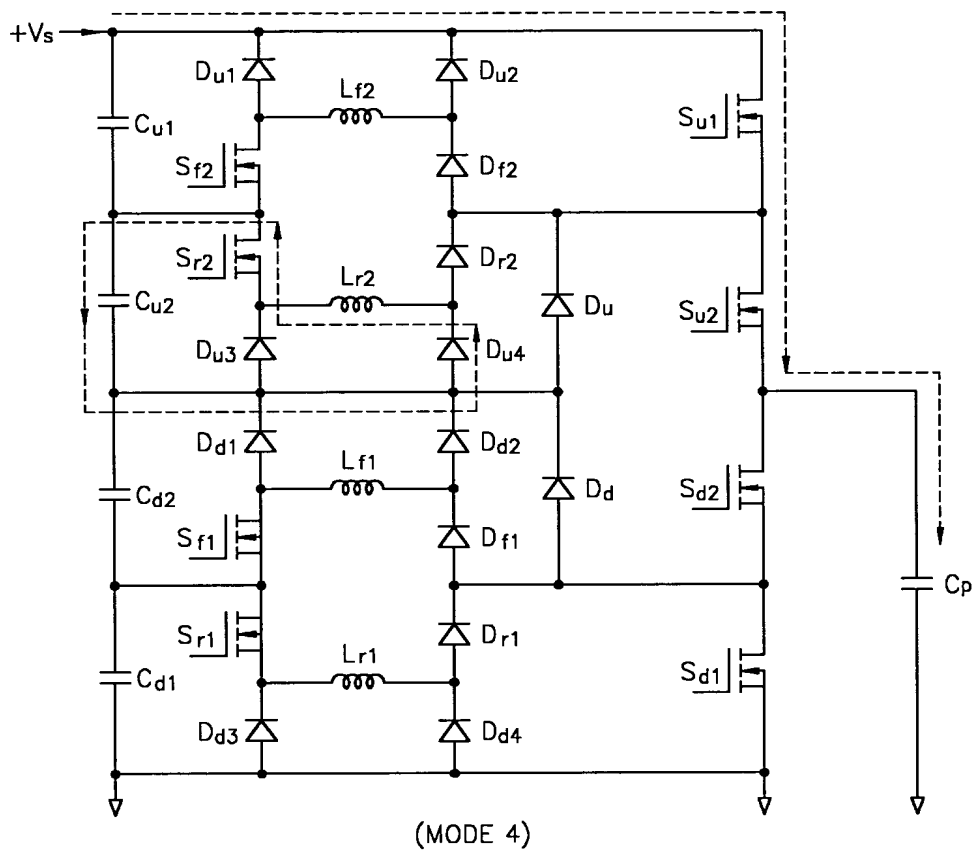 +Vs
Du1
Du2
Lf2
Cu1
Su1
Sf2
Df2
Sr2
Dr2
Lr2
Cu2
Du
Su2
Du3
Du4
Dd1
Dd2
Lf1
Cd2
Dd
Sd2
Sf1
Df1
Cp
Sr1
Dr1
Lr1
Cd1
Sd1
Dd3
Dd4
(MODE 4)